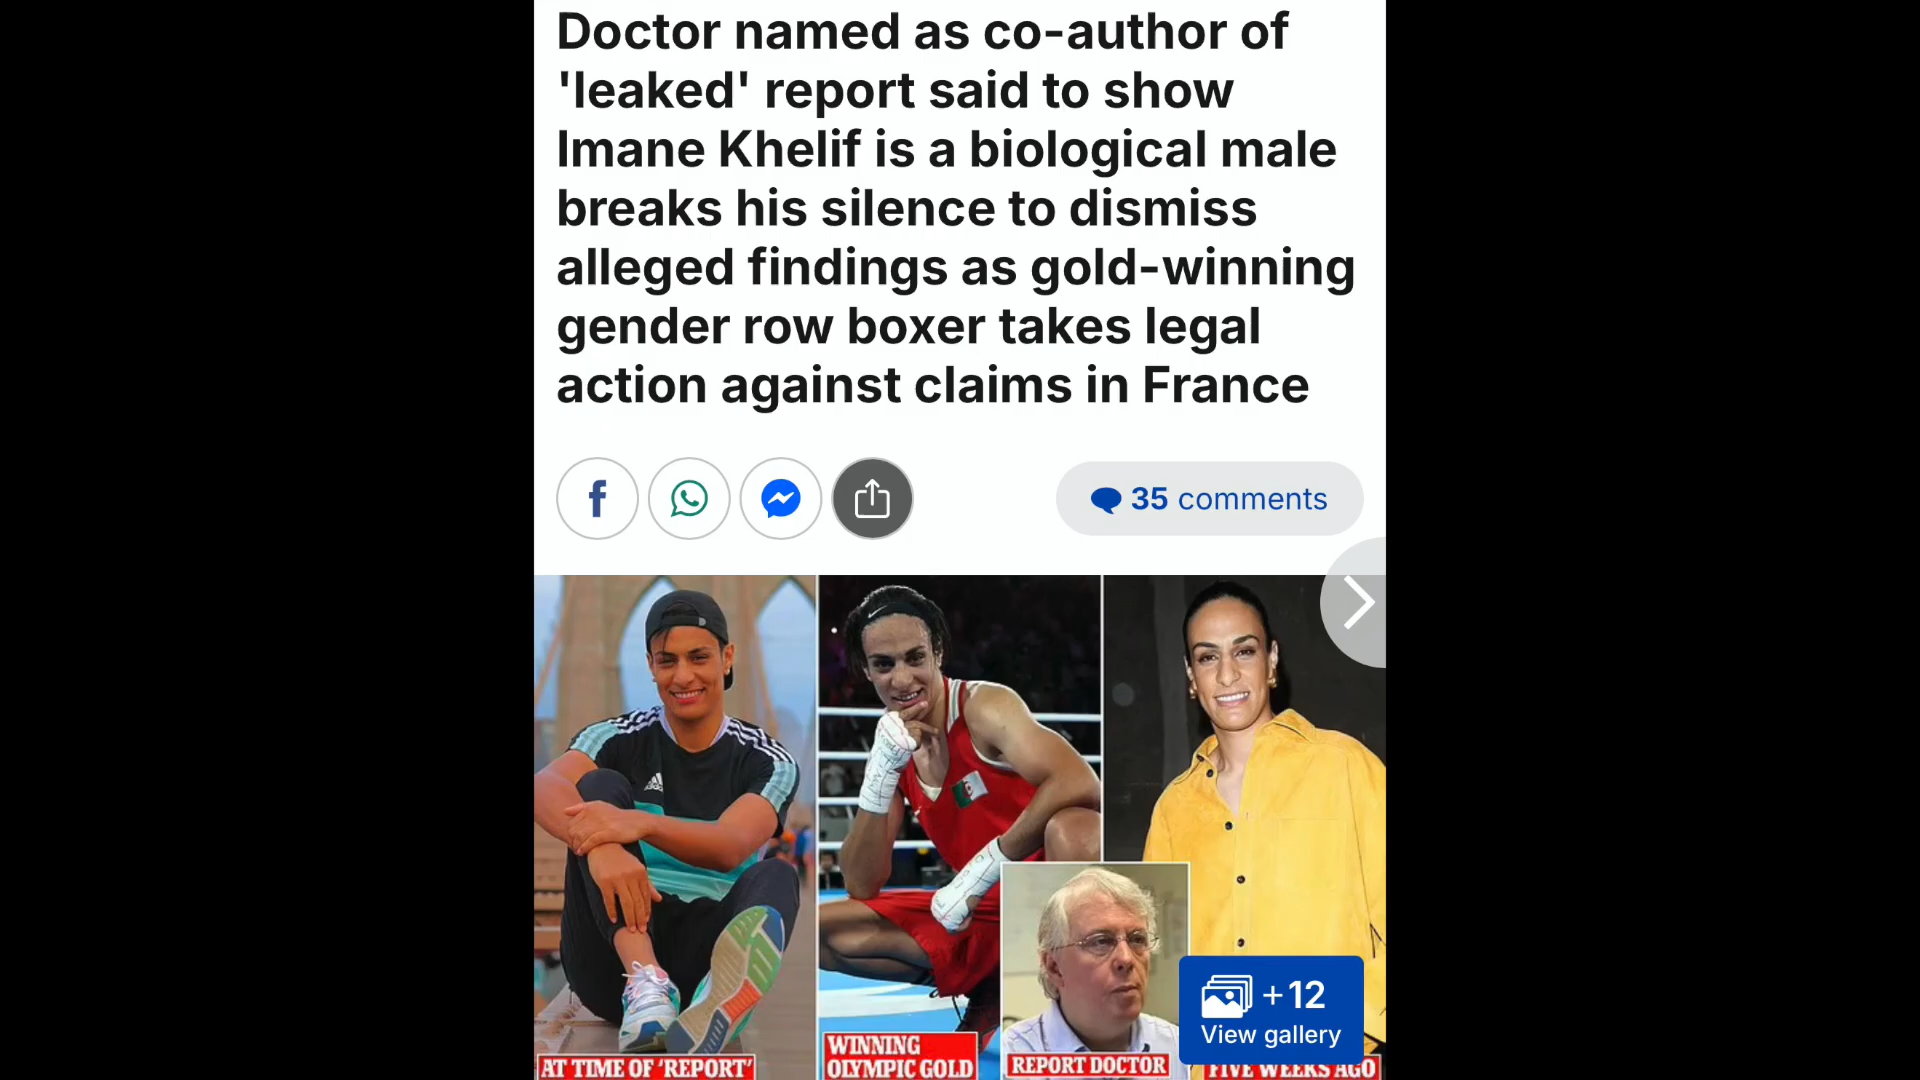 Doctor named as co-author of
'leaked' report said to show
Imane Khelif is a biological male
breaks his silence to dismiss
alleged findings as gold-winning
gender row boxer takes legal
action against claims in France
35 comments
+12
View gallery
AT TIME OF 'REPORT'
WINNING
OLYMPIC GOLD
REPORT DOCTOR
FIVE WEEKS AGO